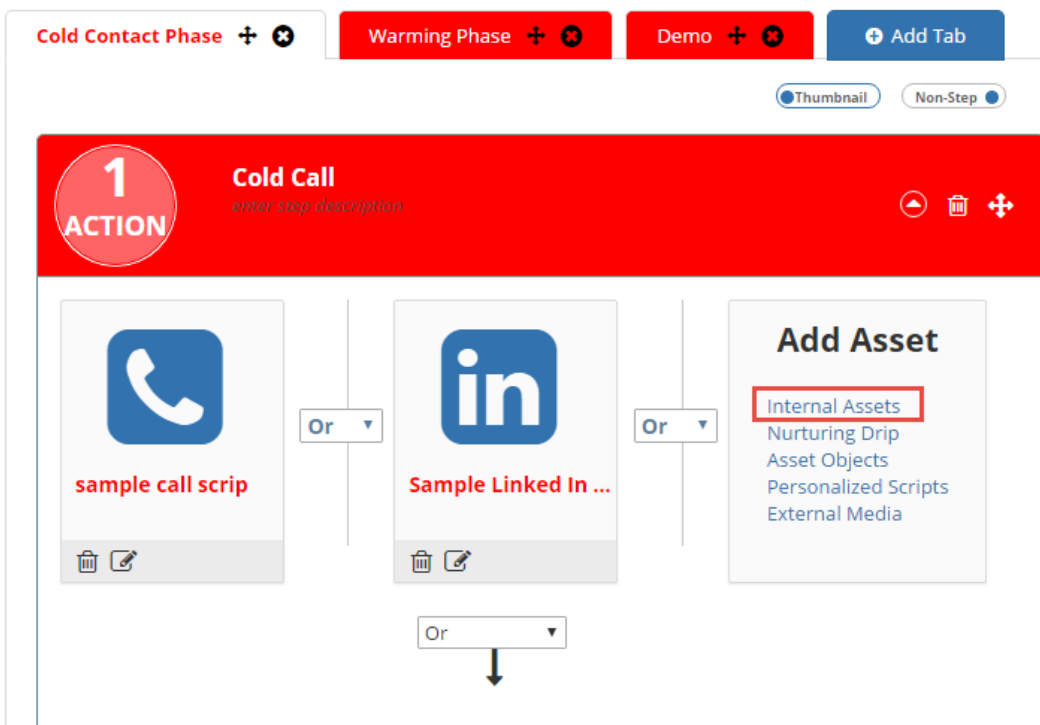 Cold Contact Phase
Warming Phase
Demo
Add Tab
Thumbnail
Non-Step
1
ACTION
Cold Call
enter step description
in
Add Asset
Internal Assets
Nurturing Drip
Asset Objects
Personalized Scripts
External Media
Or
Or
sample call scrip
Sample Linked In ...
Or